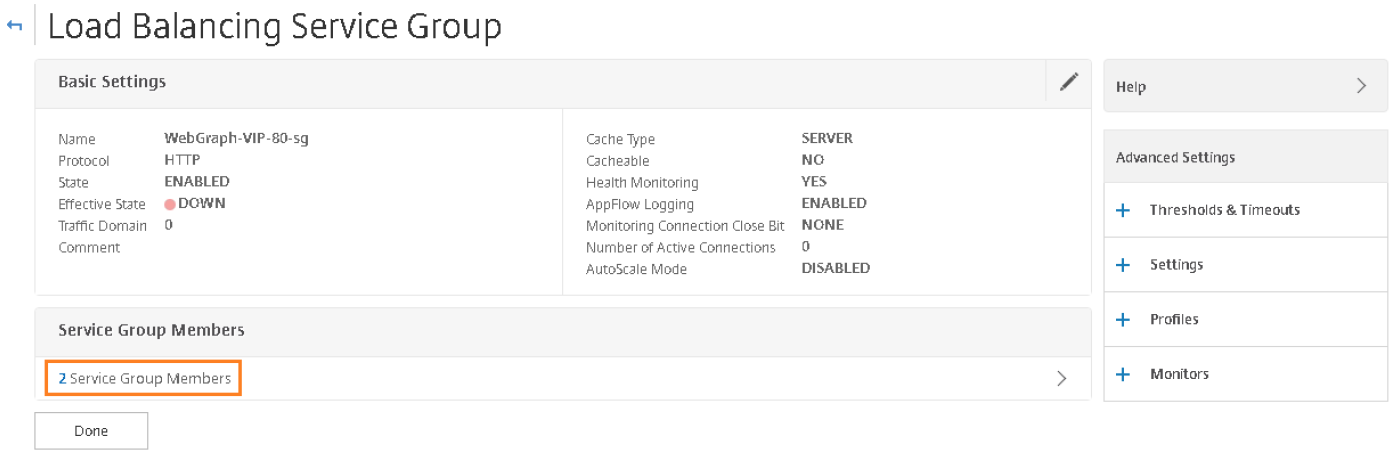 Load Balancing Service Group
Basic Settings
Name WebGraph-VIP-80-sg
Protocol HTTP
State ENABLED
Effective State DOWN
Traffic Domain 0
Comment
Cache Type SERVER
Cacheable NO
Health Monitoring YES
AppFlow Logging ENABLED
Monitoring Connection Close Bit NONE
Number of Active Connections 0
AutoScale Mode DISABLED
Service Group Members
2 Service Group Members
Done
Help
Advanced Settings
Thresholds & Timeouts
Settings
Profiles
Monitors